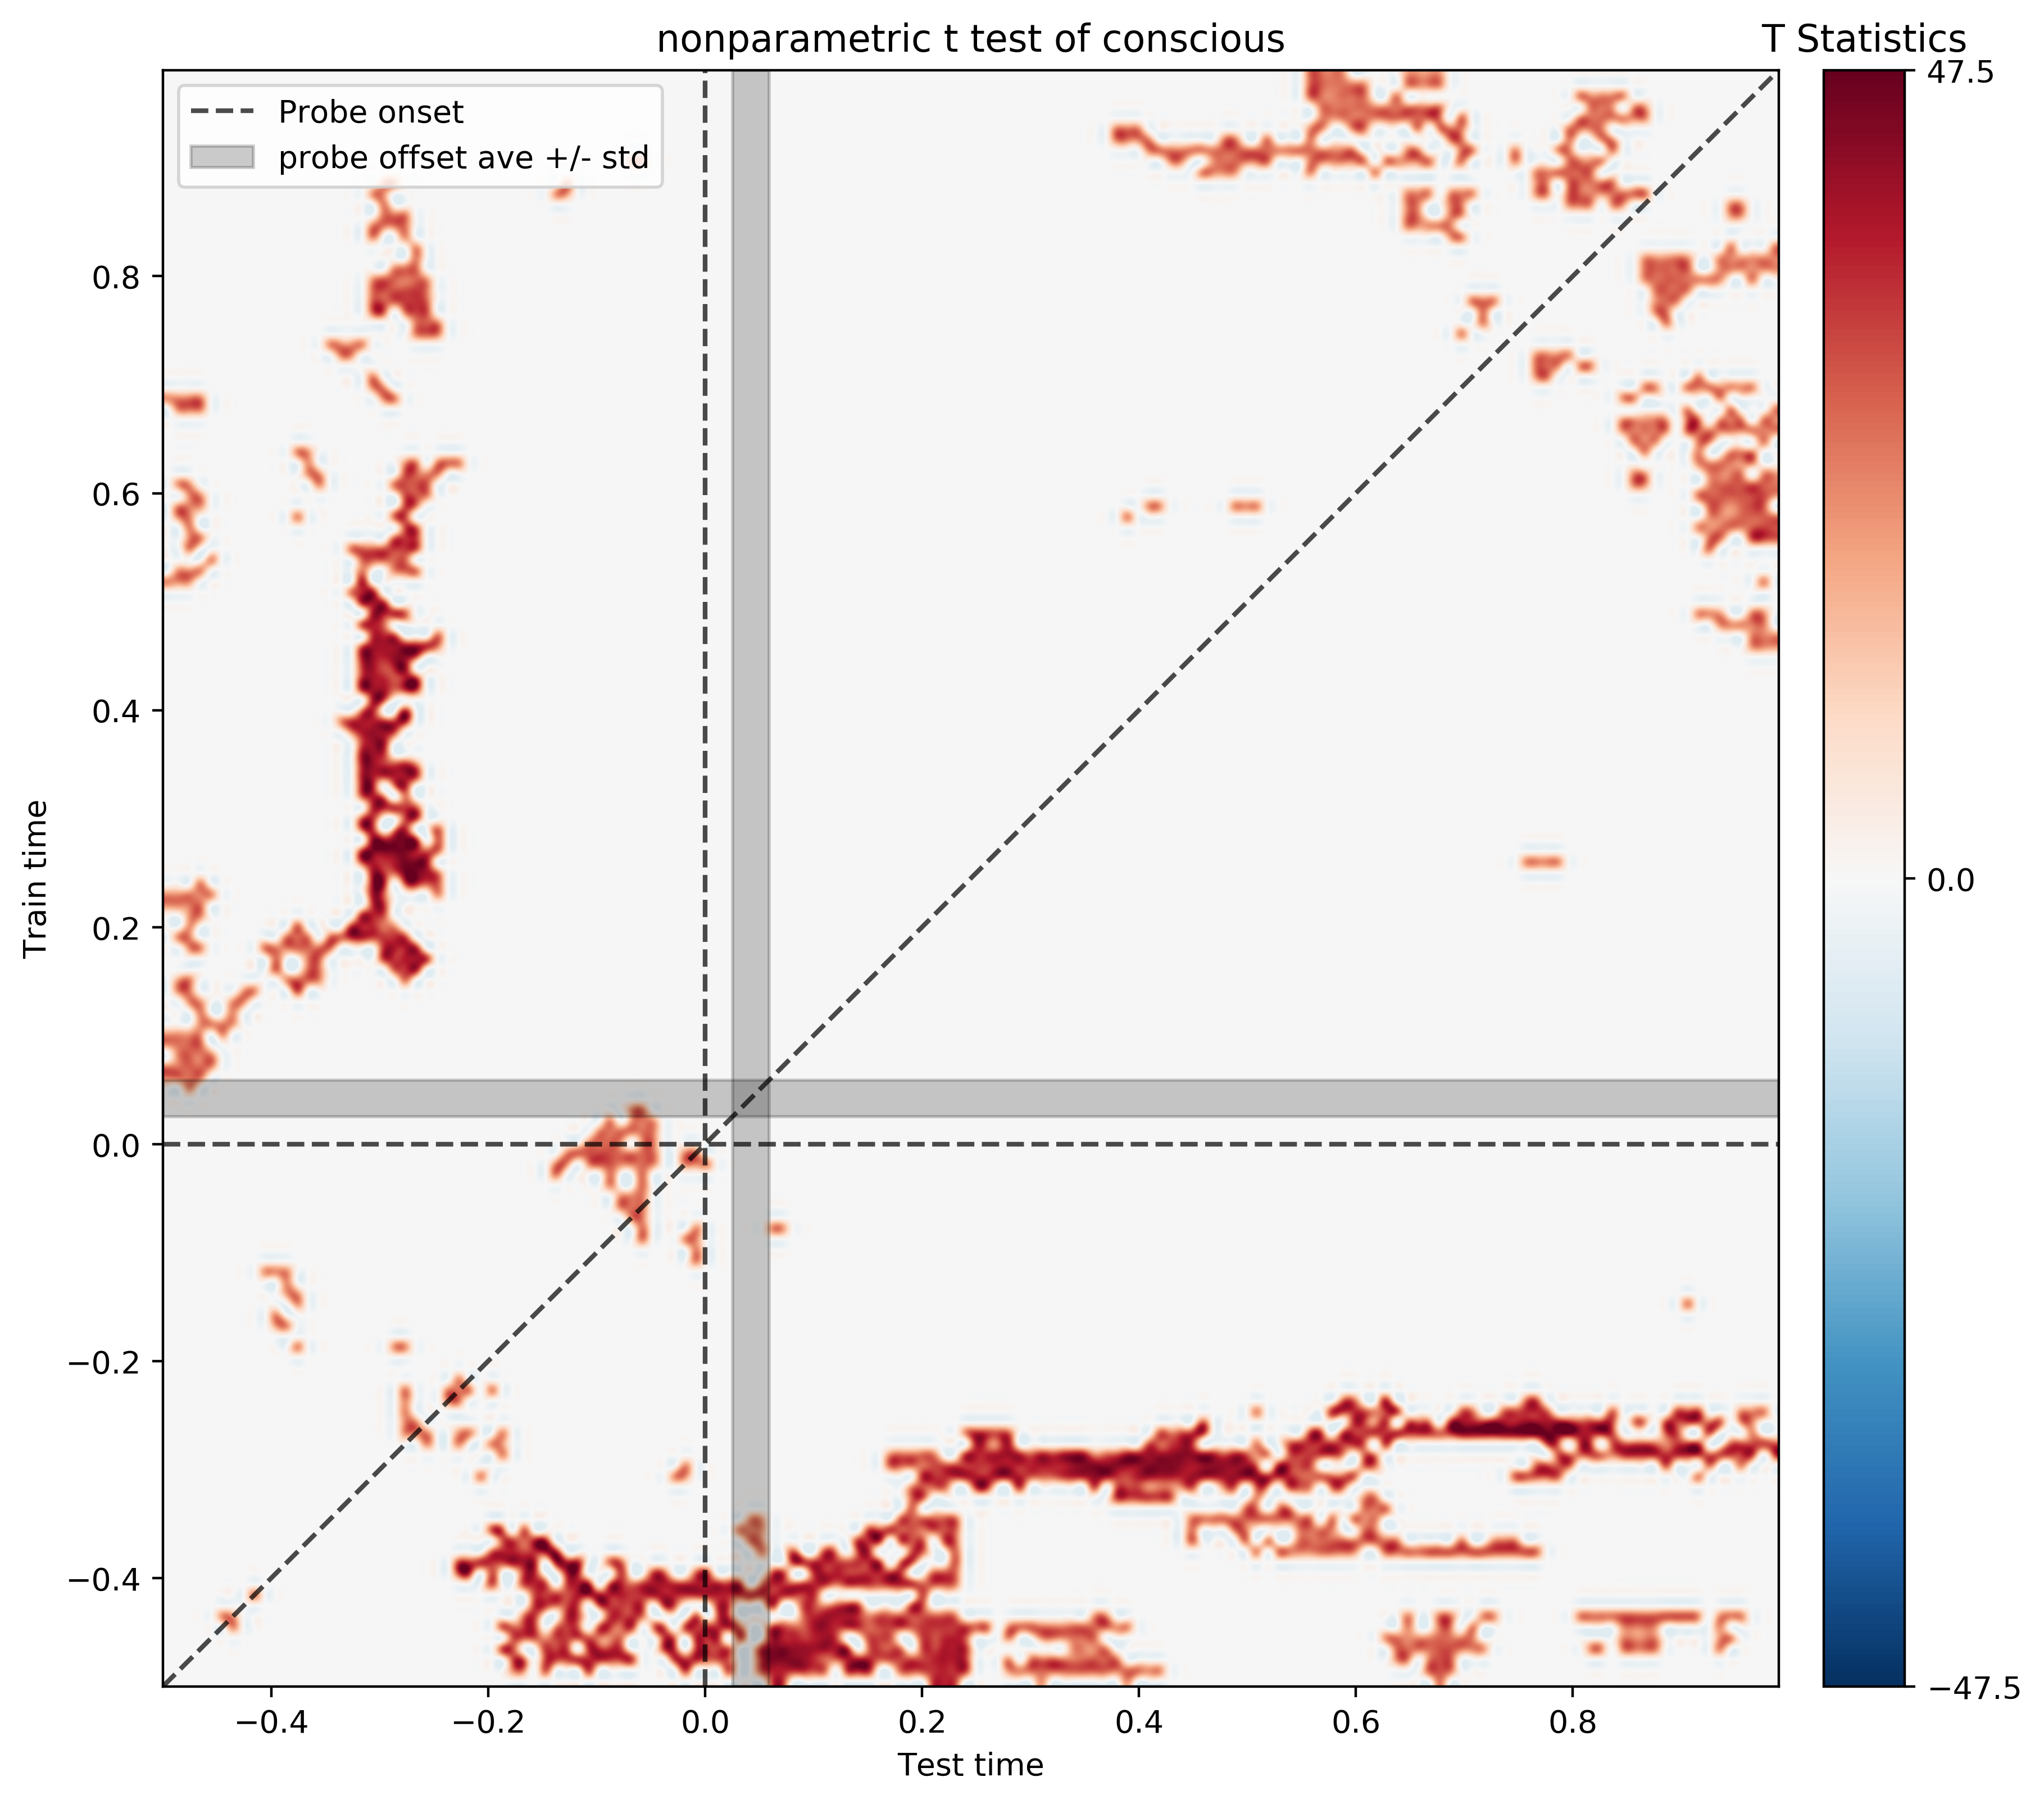 nonparametric t test of conscious
T Statistics
Probe onset
probe offset ave +/- std
47.5
0.0
−47.5
Train time
0.8
0.6
0.4
0.2
0.0
−0.2
−0.4
−0.4
−0.2
0.0
0.2
0.4
0.6
0.8
Test time